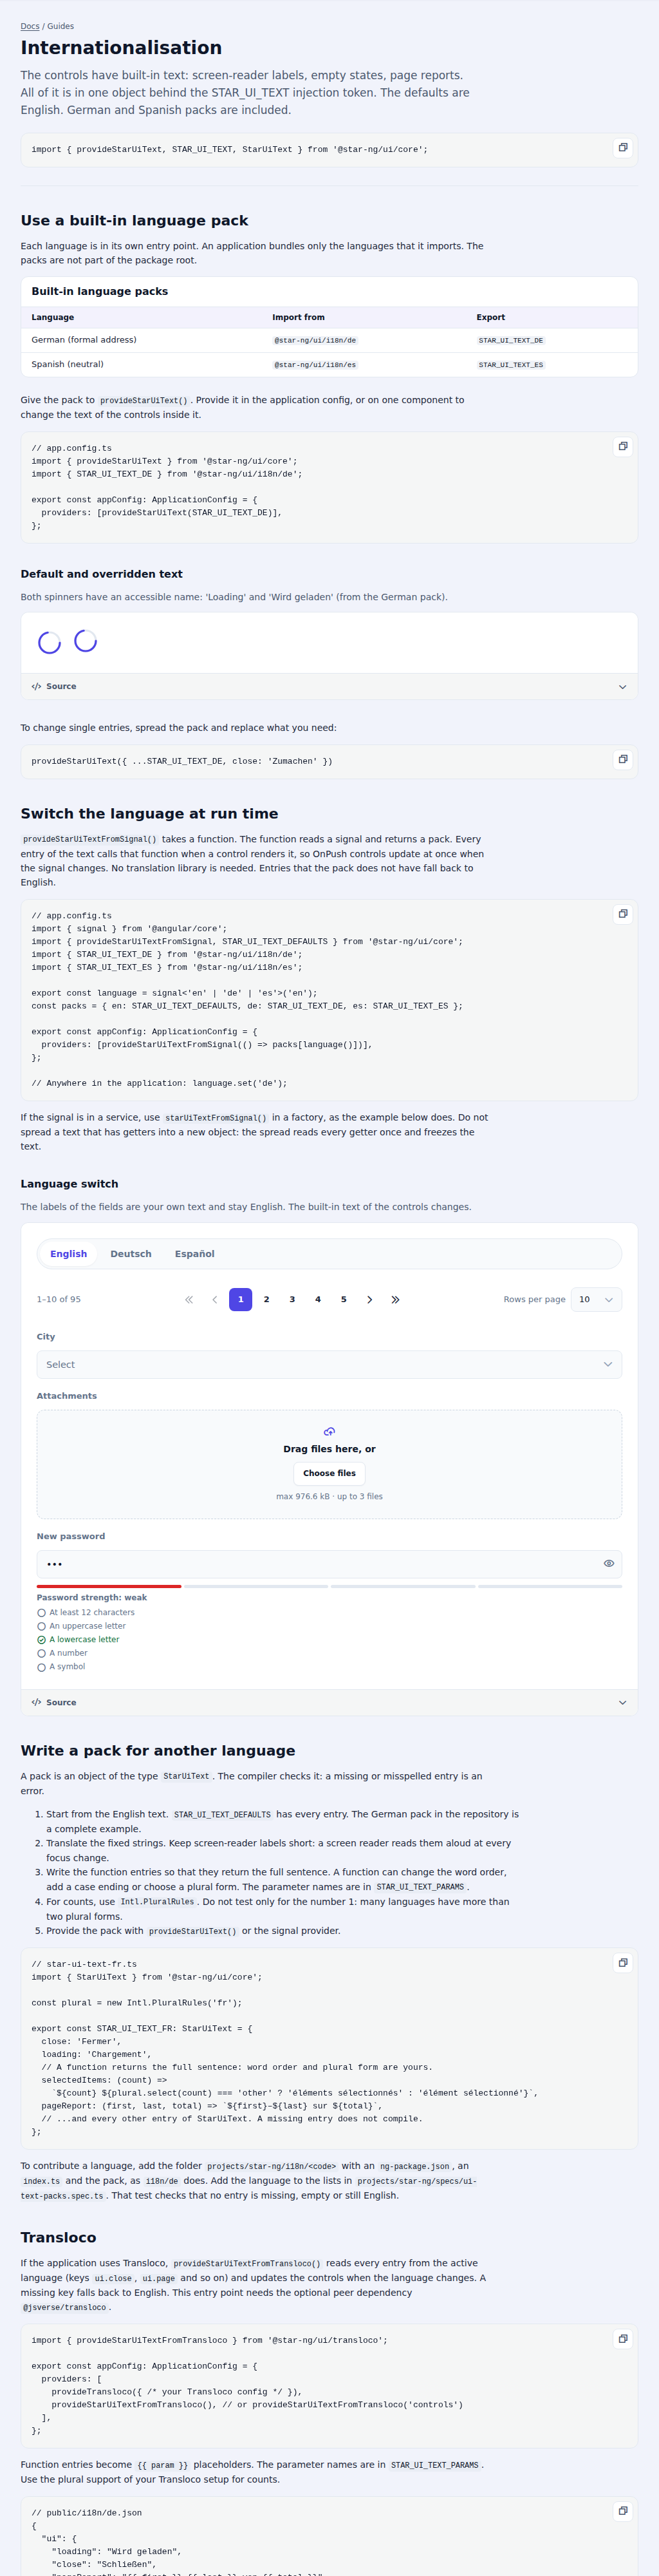 Docs / Guides
Internationalisation
The controls have built-in text: screen-reader labels, empty states, page reports.
All of it is in one object behind the STAR_UI_TEXT injection token. The defaults are
English. German and Spanish packs are included.
import { provideStarUiText, STAR_UI_TEXT, StarUiText } from '@star-ng/ui/core';
Use a built-in language pack
Each language is in its own entry point. An application bundles only the languages that it imports. The
packs are not part of the package root.
Built-in language packs
Language Import from Export
German (formal address) @star-ng/ui/i18n/de STAR_UI_TEXT_DE
Spanish (neutral) @star-ng/ui/i18n/es STAR_UI_TEXT_ES
Give the pack to provideStarUiText(). Provide it in the application config, or on one component to
change the text of the controls inside it.
// app.config.ts
import { provideStarUiText } from '@star-ng/ui/core';
import { STAR_UI_TEXT_DE } from '@star-ng/ui/i18n/de';
export const appConfig: ApplicationConfig = {
  providers: [provideStarUiText(STAR_UI_TEXT_DE)],
};
Default and overridden text
Both spinners have an accessible name: 'Loading' and 'Wird geladen' (from the German pack).
Source
To change single entries, spread the pack and replace what you need:
provideStarUiText({ ...STAR_UI_TEXT_DE, close: 'Zumachen' })
Switch the language at run time
provideStarUiTextFromSignal() takes a function. The function reads a signal and returns a pack. Every
entry of the text calls that function when a control renders it, so OnPush controls update at once when
the signal changes. No translation library is needed. Entries that the pack does not have fall back to
English.
// app.config.ts
import { signal } from '@angular/core';
import { provideStarUiTextFromSignal, STAR_UI_TEXT_DEFAULTS } from '@star-ng/ui/core';
import { STAR_UI_TEXT_DE } from '@star-ng/ui/i18n/de';
import { STAR_UI_TEXT_ES } from '@star-ng/ui/i18n/es';
export const language = signal<'en' | 'de' | 'es'>('en');
const packs = { en: STAR_UI_TEXT_DEFAULTS, de: STAR_UI_TEXT_DE, es: STAR_UI_TEXT_ES };
export const appConfig: ApplicationConfig = {
  providers: [provideStarUiTextFromSignal(() => packs[language()])],
};
// Anywhere in the application: language.set('de');
If the signal is in a service, use starUiTextFromSignal() in a factory, as the example below does. Do not
spread a text that has getters into a new object: the spread reads every getter once and freezes the
text.
Language switch
The labels of the fields are your own text and stay English. The built-in text of the controls changes.
English Deutsch Español
1–10 of 95 1 2 3 4 5 Rows per page 10
City
Select
Attachments
Drag files here, or
Choose files
max 976.6 kB · up to 3 files
New password
•••
Password strength: weak
At least 12 characters
An uppercase letter
A lowercase letter
A number
A symbol
Source
Write a pack for another language
A pack is an object of the type StarUiText. The compiler checks it: a missing or misspelled entry is an
error.
1. Start from the English text. STAR_UI_TEXT_DEFAULTS has every entry. The German pack in the repository is
a complete example.
2. Translate the fixed strings. Keep screen-reader labels short: a screen reader reads them aloud at every
focus change.
3. Write the function entries so that they return the full sentence. A function can change the word order,
add a case ending or choose a plural form. The parameter names are in STAR_UI_TEXT_PARAMS.
4. For counts, use Intl.PluralRules. Do not test only for the number 1: many languages have more than
two plural forms.
5. Provide the pack with provideStarUiText() or the signal provider.
// star-ui-text-fr.ts
import { StarUiText } from '@star-ng/ui/core';
const plural = new Intl.PluralRules('fr');
export const STAR_UI_TEXT_FR: StarUiText = {
  close: 'Fermer',
  loading: 'Chargement',
  // A function returns the full sentence: word order and plural form are yours.
  selectedItems: (count) =>
    `${count} ${plural.select(count) === 'other' ? 'éléments sélectionnés' : 'élément sélectionné'}`,
  pageReport: (first, last, total) => `${first}–${last} sur ${total}`,
  // ...and every other entry of StarUiText. A missing entry does not compile.
};
To contribute a language, add the folder projects/star-ng/i18n/<code> with an ng-package.json, an
index.ts and the pack, as i18n/de does. Add the language to the lists in projects/star-ng/specs/ui-
text-packs.spec.ts. That test checks that no entry is missing, empty or still English.
Transloco
If the application uses Transloco, provideStarUiTextFromTransloco() reads every entry from the active
language (keys ui.close, ui.page and so on) and updates the controls when the language changes. A
missing key falls back to English. This entry point needs the optional peer dependency
@jsverse/transloco.
import { provideStarUiTextFromTransloco } from '@star-ng/ui/transloco';
export const appConfig: ApplicationConfig = {
  providers: [
    provideTransloco({ /* your Transloco config */ }),
    provideStarUiTextFromTransloco(), // or provideStarUiTextFromTransloco('controls')
  ],
};
Function entries become {{ param }} placeholders. The parameter names are in STAR_UI_TEXT_PARAMS.
Use the plural support of your Transloco setup for counts.
// public/i18n/de.json
{
  "ui": {
    "loading": "Wird geladen",
    "close": "Schließen",